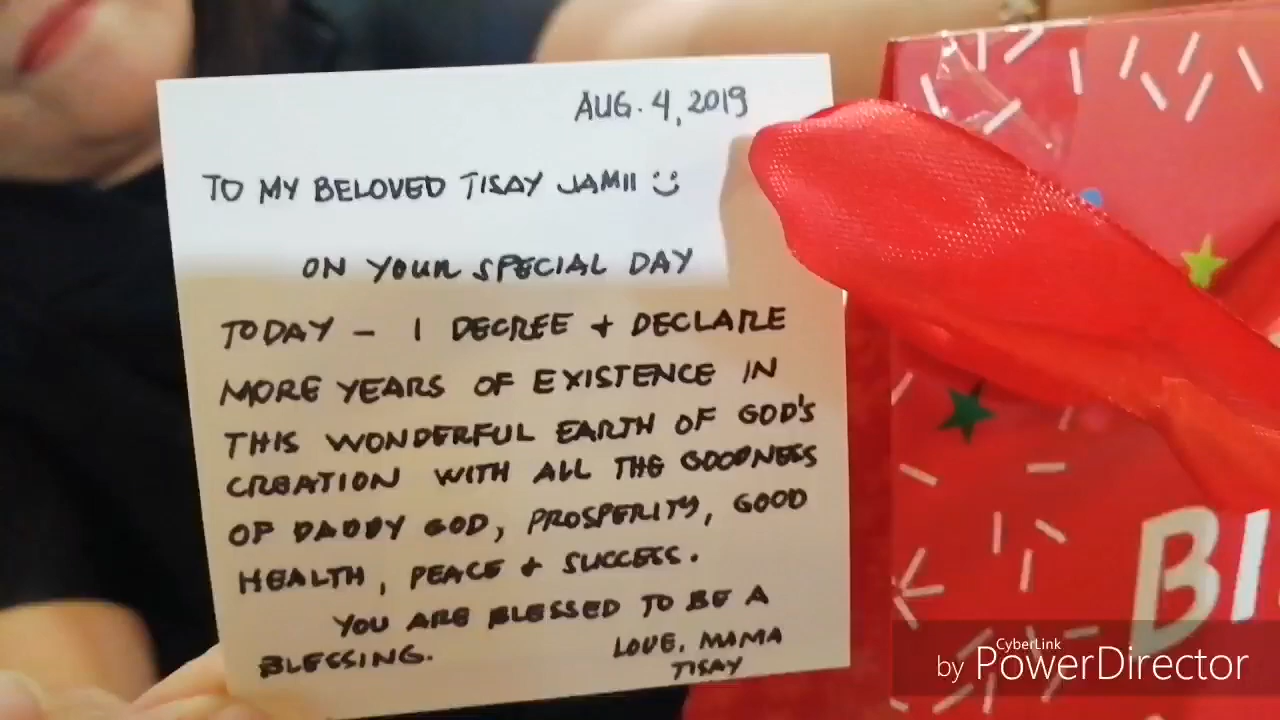 AUG. 4, 2019
TO MY BELOVED TISAY JAMII :)
ON YOUR SPECIAL DAY
TODAY - I DECREE + DECLARE
MORE YEARS OF EXISTENCE IN
THIS WONDERFUL EARTH OF GOD'S
CREATION WITH ALL THE GOODNESS
OF DADDY GOD, PROSPERITY, GOOD
HEALTH, PEACE + SUCCESS.
YOU ARE BLESSED TO BE A
BLESSING.
LOVE, MAMA
TISAY
BI
CyberLink
by PowerDirector